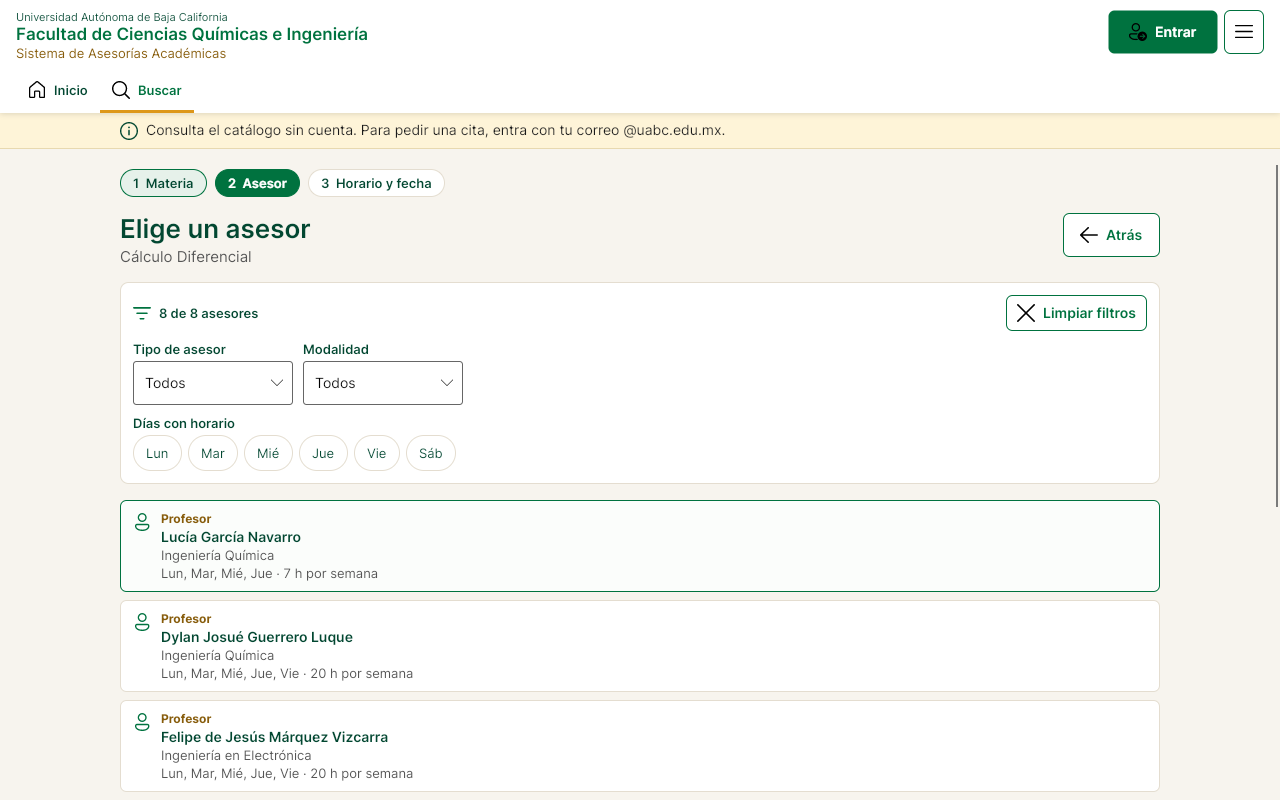 Universidad Autónoma de Baja California
Facultad de Ciencias Químicas e Ingeniería
Sistema de Asesorías Académicas
Entrar
Inicio
Buscar
Consulta el catálogo sin cuenta. Para pedir una cita, entra con tu correo @uabc.edu.mx.
1 Materia
2 Asesor
3 Horario y fecha
Elige un asesor
Cálculo Diferencial
Atrás
8 de 8 asesores
Limpiar filtros
Tipo de asesor
Modalidad
Todos
Todos
Días con horario
Lun
Mar
Mié
Jue
Vie
Sáb
Profesor
Lucía García Navarro
Ingeniería Química
Lun, Mar, Mié, Jue · 7 h por semana
Profesor
Dylan Josué Guerrero Luque
Ingeniería Química
Lun, Mar, Mié, Jue, Vie · 20 h por semana
Profesor
Felipe de Jesús Márquez Vizcarra
Ingeniería en Electrónica
Lun, Mar, Mié, Jue, Vie · 20 h por semana